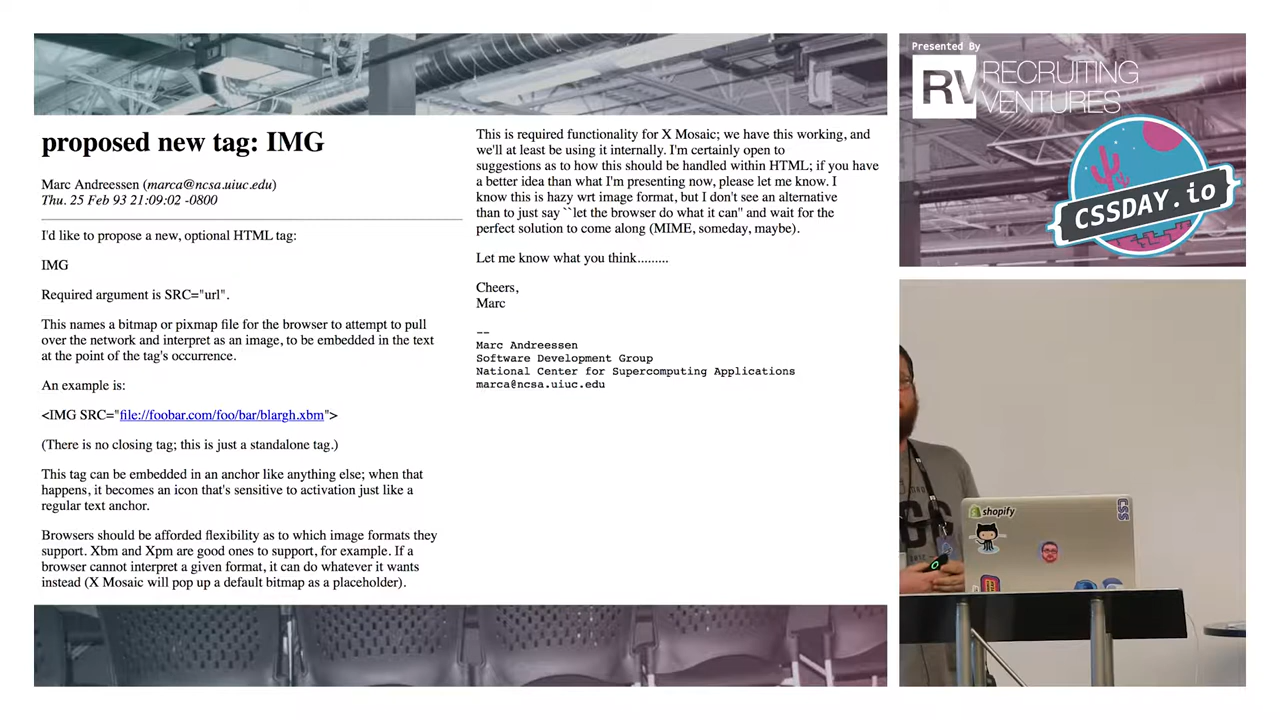 proposed new tag: IMG
Marc Andreessen (marca@ncsa.uiuc.edu)
Thu. 25 Feb 93 21:09:02 -0800
I'd like to propose a new, optional HTML tag:
IMG
Required argument is SRC="url".
This names a bitmap or pixmap file for the browser to attempt to pull
over the network and interpret as an image, to be embedded in the text
at the point of the tag's occurrence.
An example is:
<IMG SRC="file://foobar.com/foo/bar/blargh.xbm">
(There is no closing tag; this is just a standalone tag.)
This tag can be embedded in an anchor like anything else; when that
happens, it becomes an icon that's sensitive to activation just like a
regular text anchor.
Browsers should be afforded flexibility as to which image formats they
support. Xbm and Xpm are good ones to support, for example. If a
browser cannot interpret a given format, it can do whatever it wants
instead (X Mosaic will pop up a default bitmap as a placeholder).
This is required functionality for X Mosaic; we have this working, and
we'll at least be using it internally. I'm certainly open to
suggestions as to how this should be handled within HTML; if you have
a better idea than what I'm presenting now, please let me know. I
know this is hazy wrt image format, but I don't see an alternative
than to just say ``let the browser do what it can'' and wait for the
perfect solution to come along (MIME, someday, maybe).
Let me know what you think.........
Cheers,
Marc
--
Marc Andreessen
Software Development Group
National Center for Supercomputing Applications
marca@ncsa.uiuc.edu
Presented By
RV RECRUITING
VENTURES
CSSDAY.io
shopify
CSS